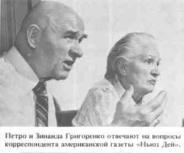 Петро и Зинаида Григоренко отвечают на вопросы
корреспондента американской газеты «Ньюз Дей».